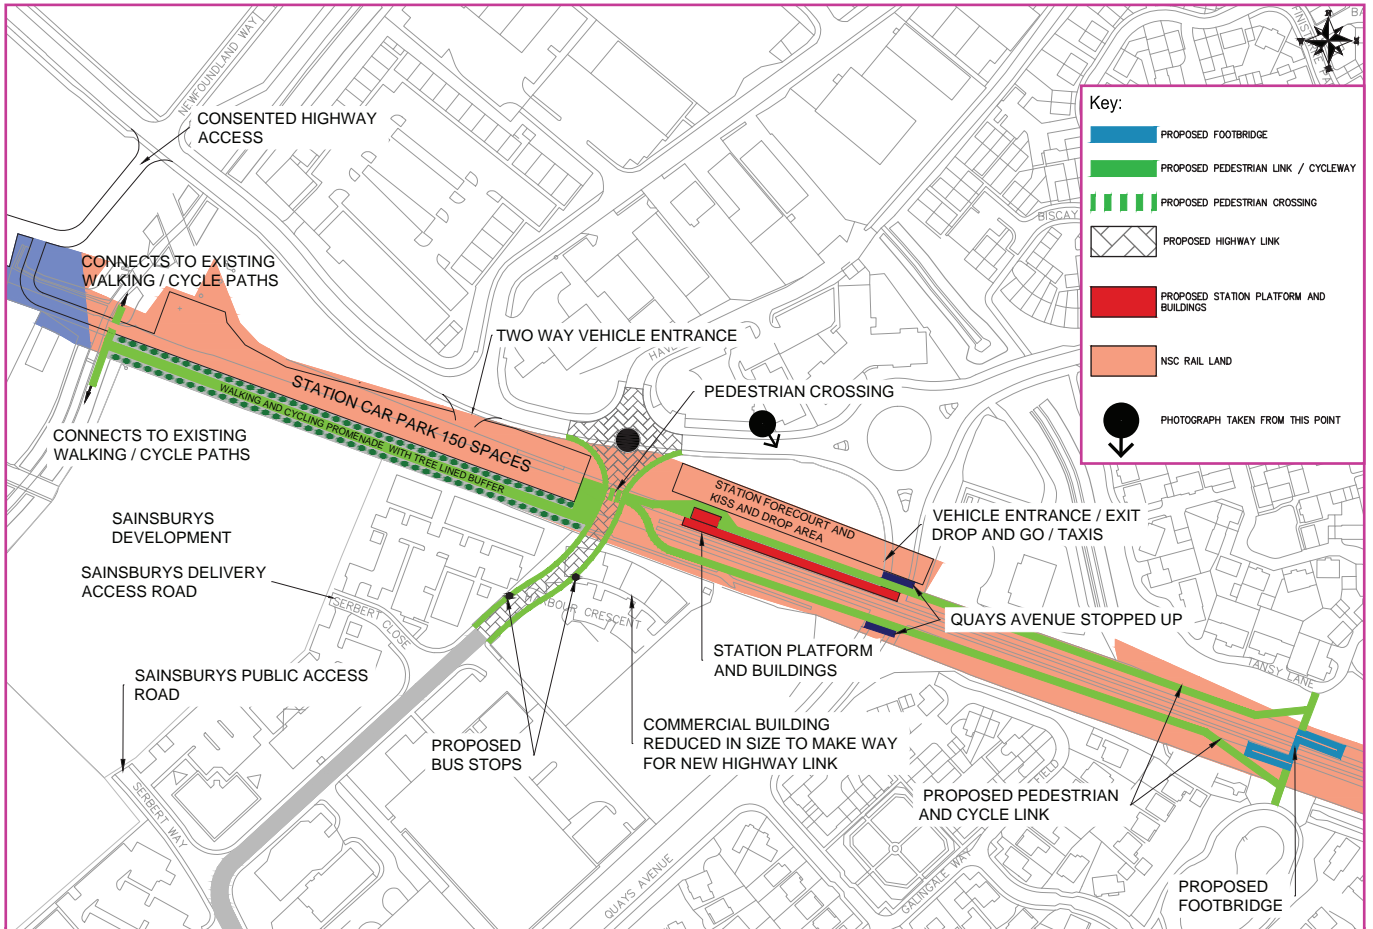 NEWFOUNDLAND WAY
CONSENTED HIGHWAY
ACCESS
CONNECTS TO EXISTING
WALKING / CYCLE PATHS
TWO WAY VEHICLE ENTRANCE
STATION CAR PARK 150 SPACES
WALKING AND CYCLING PROMENADE WITH TREE LINED BUFFER
PEDESTRIAN CROSSING
CONNECTS TO EXISTING
WALKING / CYCLE PATHS
STATION FORECOURT AND
KISS AND DROP AREA
VEHICLE ENTRANCE / EXIT
DROP AND GO / TAXIS
SAINSBURYS
DEVELOPMENT
SAINSBURYS DELIVERY
ACCESS ROAD
SERBERT CLOSE
HARBOUR CRESCENT
QUAYS AVENUE STOPPED UP
STATION PLATFORM
AND BUILDINGS
TANSY LANE
SAINSBURYS PUBLIC ACCESS
ROAD
PROPOSED
BUS STOPS
COMMERCIAL BUILDING
REDUCED IN SIZE TO MAKE WAY
FOR NEW HIGHWAY LINK
PROPOSED PEDESTRIAN
AND CYCLE LINK
SERBERT WAY
QUAYS AVENUE
GALINGALE WAY
FIELD
PROPOSED
FOOTBRIDGE
BISCAY
Key:
PROPOSED FOOTBRIDGE
PROPOSED PEDESTRIAN LINK / CYCLEWAY
PROPOSED PEDESTRIAN CROSSING
PROPOSED HIGHWAY LINK
PROPOSED STATION PLATFORM AND
BUILDINGS
NSC RAIL LAND
PHOTOGRAPH TAKEN FROM THIS POINT